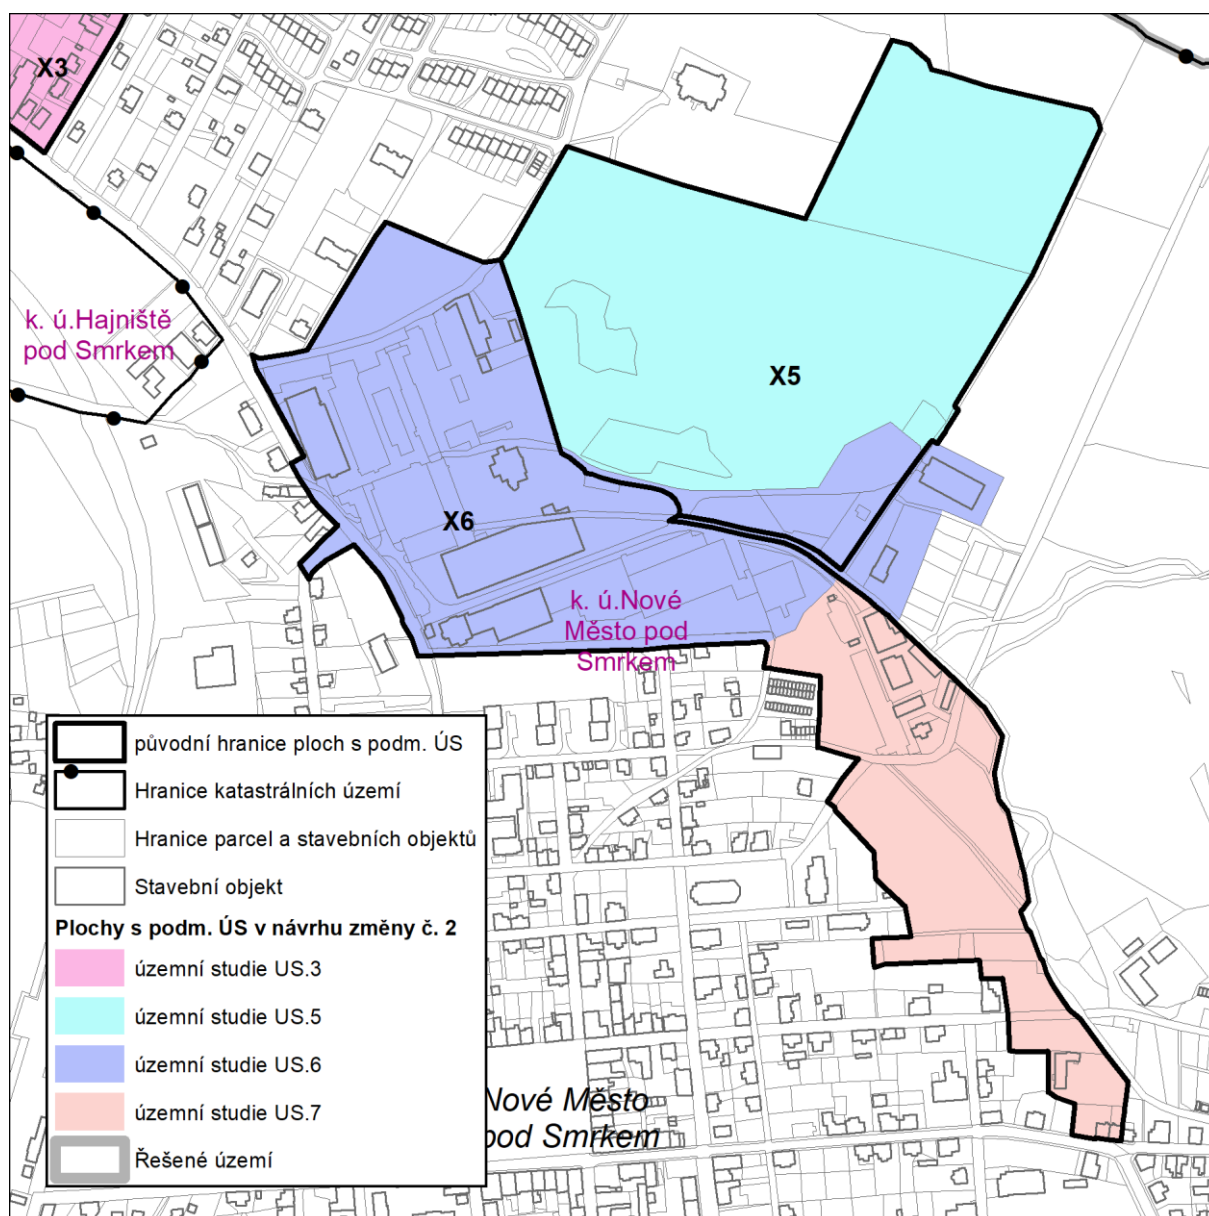 X3
k. ú.Hajniště
pod Smrkem
X5
X6
k. ú.Nové
Město pod
Smrkem
původní hranice ploch s podm. ÚS
Hranice katastrálních území
Hranice parcel a stavebních objektů
Stavební objekt
Plochy s podm. ÚS v návrhu změny č. 2
územní studie US.3
územní studie US.5
územní studie US.6
územní studie US.7
Řešené území
Nové Město
pod Smrkem